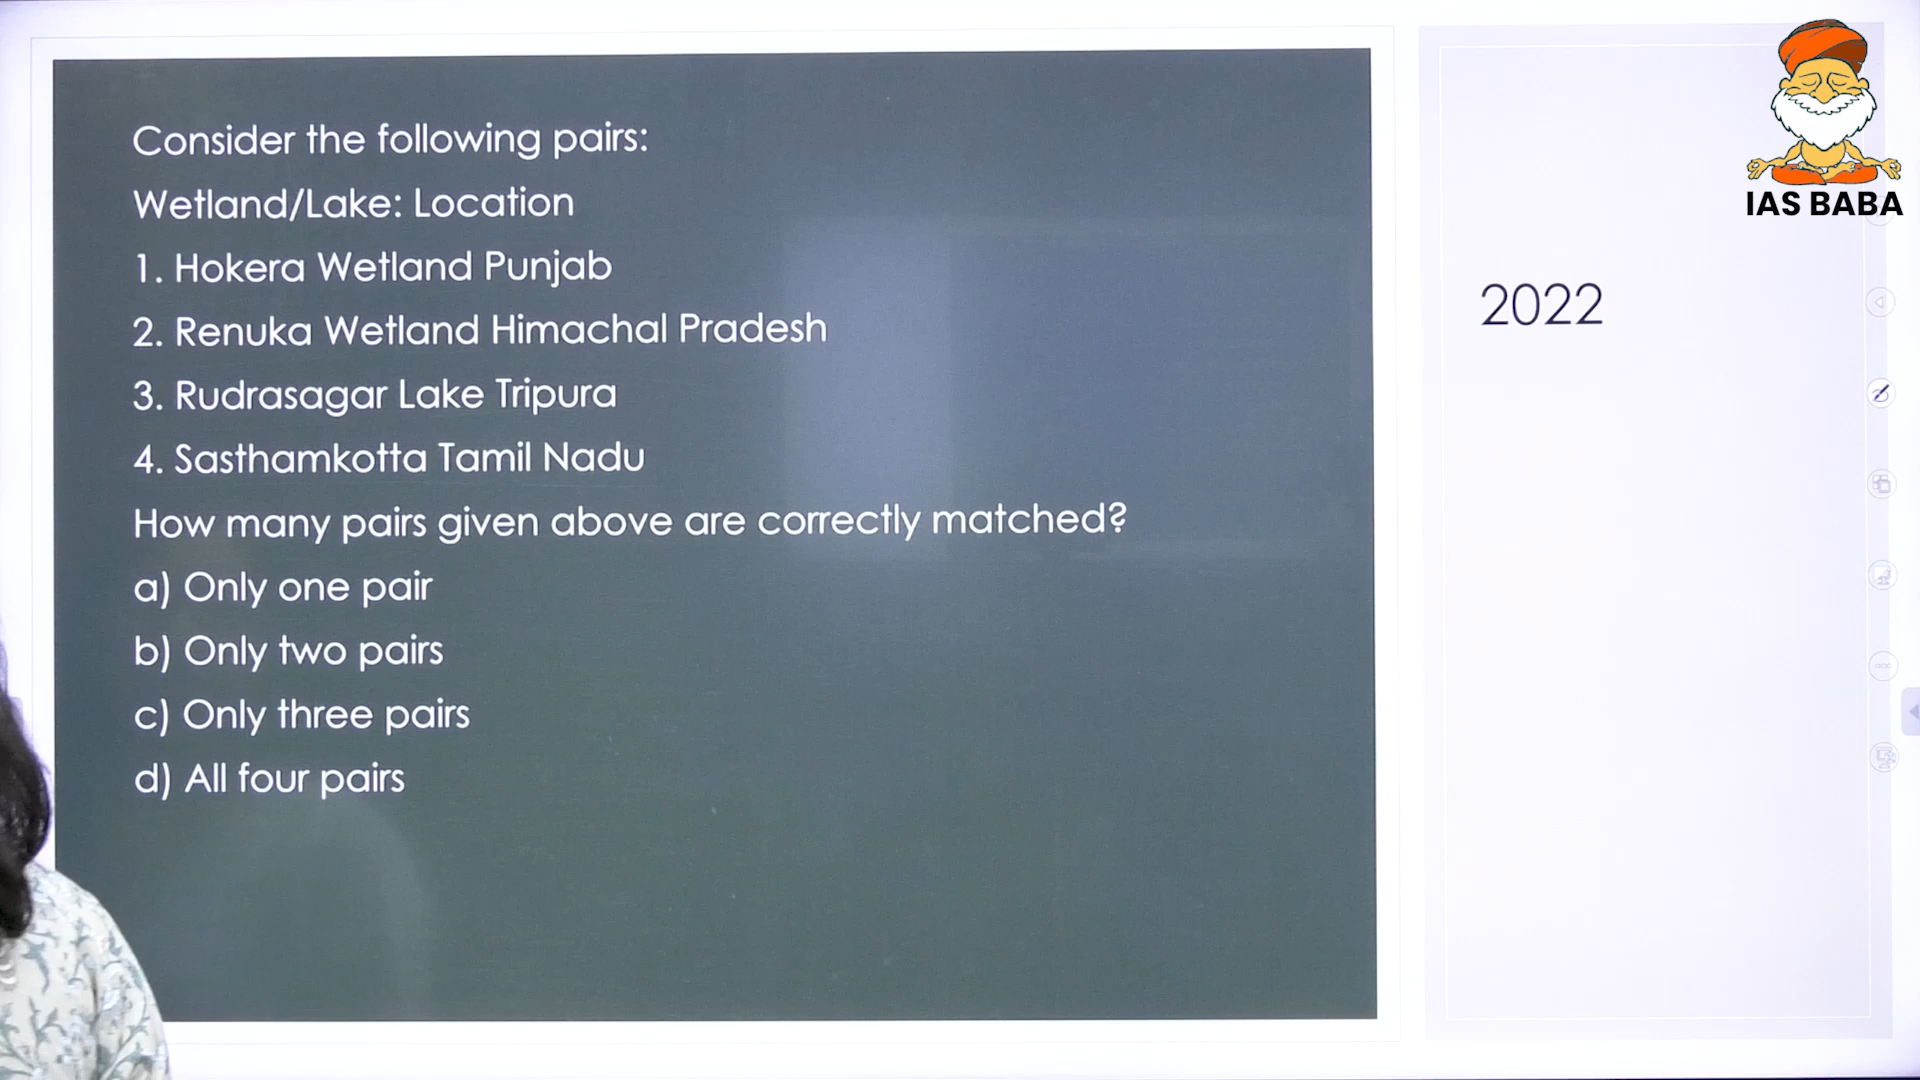 Consider the following pairs:
Wetland/Lake: Location
1. Hokera Wetland Punjab
2. Renuka Wetland Himachal Pradesh
3. Rudrasagar Lake Tripura
4. Sasthamkotta Tamil Nadu
How many pairs given above are correctly matched?
a) Only one pair
b) Only two pairs
c) Only three pairs
d) All four pairs
2022
IAS BABA